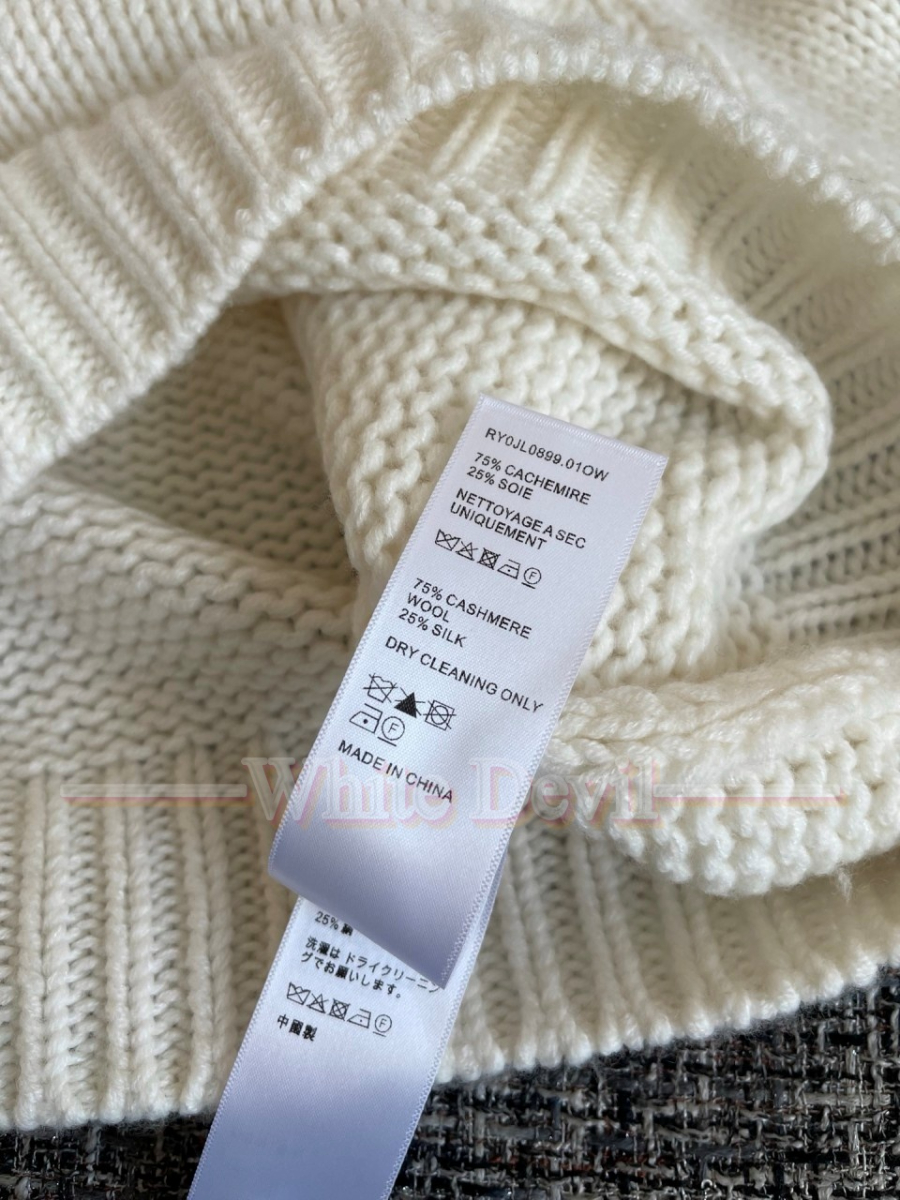 RY0JL0899.01OW
75% CACHEMIRE
25% SOIE
NETTOYAGE A SEC
UNIQUEMENT
F
75% CASHMERE
WOOL
25% SILK
DRY CLEANING ONLY
F
MADE IN CHINA
White Devil
25%
洗濯は ドライクリーニン
グでお願いします。
F
中國製